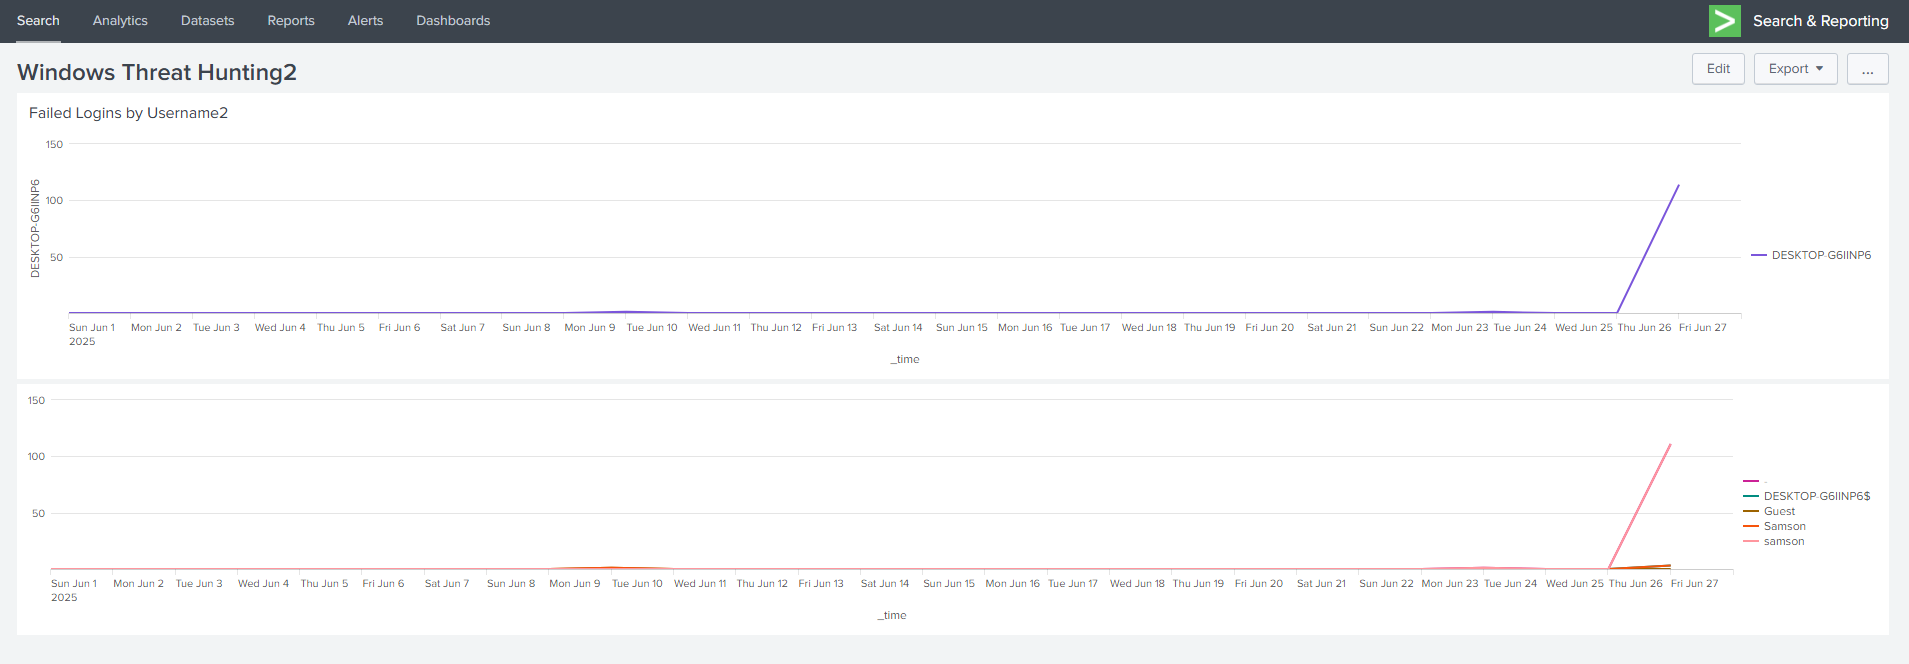 Search Analytics Datasets Reports Alerts Dashboards Search & Reporting
Windows Threat Hunting2
Edit Export ...
Failed Logins by Username2
150
100
50
DESKTOP-G6IINP6
DESKTOP-G6IINP6
Sun Jun 1 Mon Jun 2 Tue Jun 3 Wed Jun 4 Thu Jun 5 Fri Jun 6 Sat Jun 7 Sun Jun 8 Mon Jun 9 Tue Jun 10 Wed Jun 11 Thu Jun 12 Fri Jun 13 Sat Jun 14 Sun Jun 15 Mon Jun 16 Tue Jun 17 Wed Jun 18 Thu Jun 19 Fri Jun 20 Sat Jun 21 Sun Jun 22 Mon Jun 23 Tue Jun 24 Wed Jun 25 Thu Jun 26 Fri Jun 27
2025
_time
150
100
50
-
DESKTOP-G6IINP6$
Guest
Samson
samson
Sun Jun 1 Mon Jun 2 Tue Jun 3 Wed Jun 4 Thu Jun 5 Fri Jun 6 Sat Jun 7 Sun Jun 8 Mon Jun 9 Tue Jun 10 Wed Jun 11 Thu Jun 12 Fri Jun 13 Sat Jun 14 Sun Jun 15 Mon Jun 16 Tue Jun 17 Wed Jun 18 Thu Jun 19 Fri Jun 20 Sat Jun 21 Sun Jun 22 Mon Jun 23 Tue Jun 24 Wed Jun 25 Thu Jun 26 Fri Jun 27
2025
_time